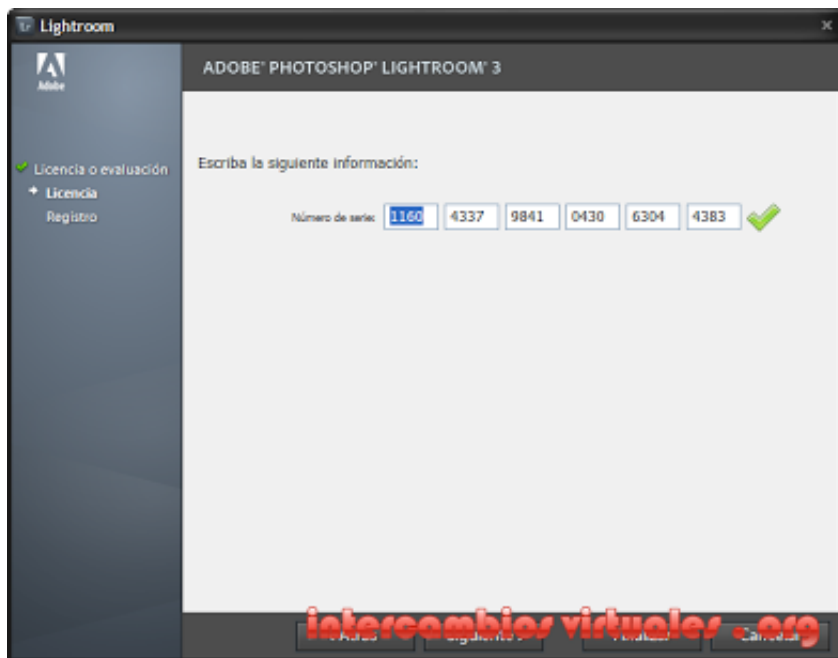 Lightroom
Adobe
ADOBE® PHOTOSHOP® LIGHTROOM® 3
Licencia o evaluación
Licencia
Registro
Escriba la siguiente información:
Número de serie: 1160 4337 9841 0430 6304 4383
intercambios virtuales . org